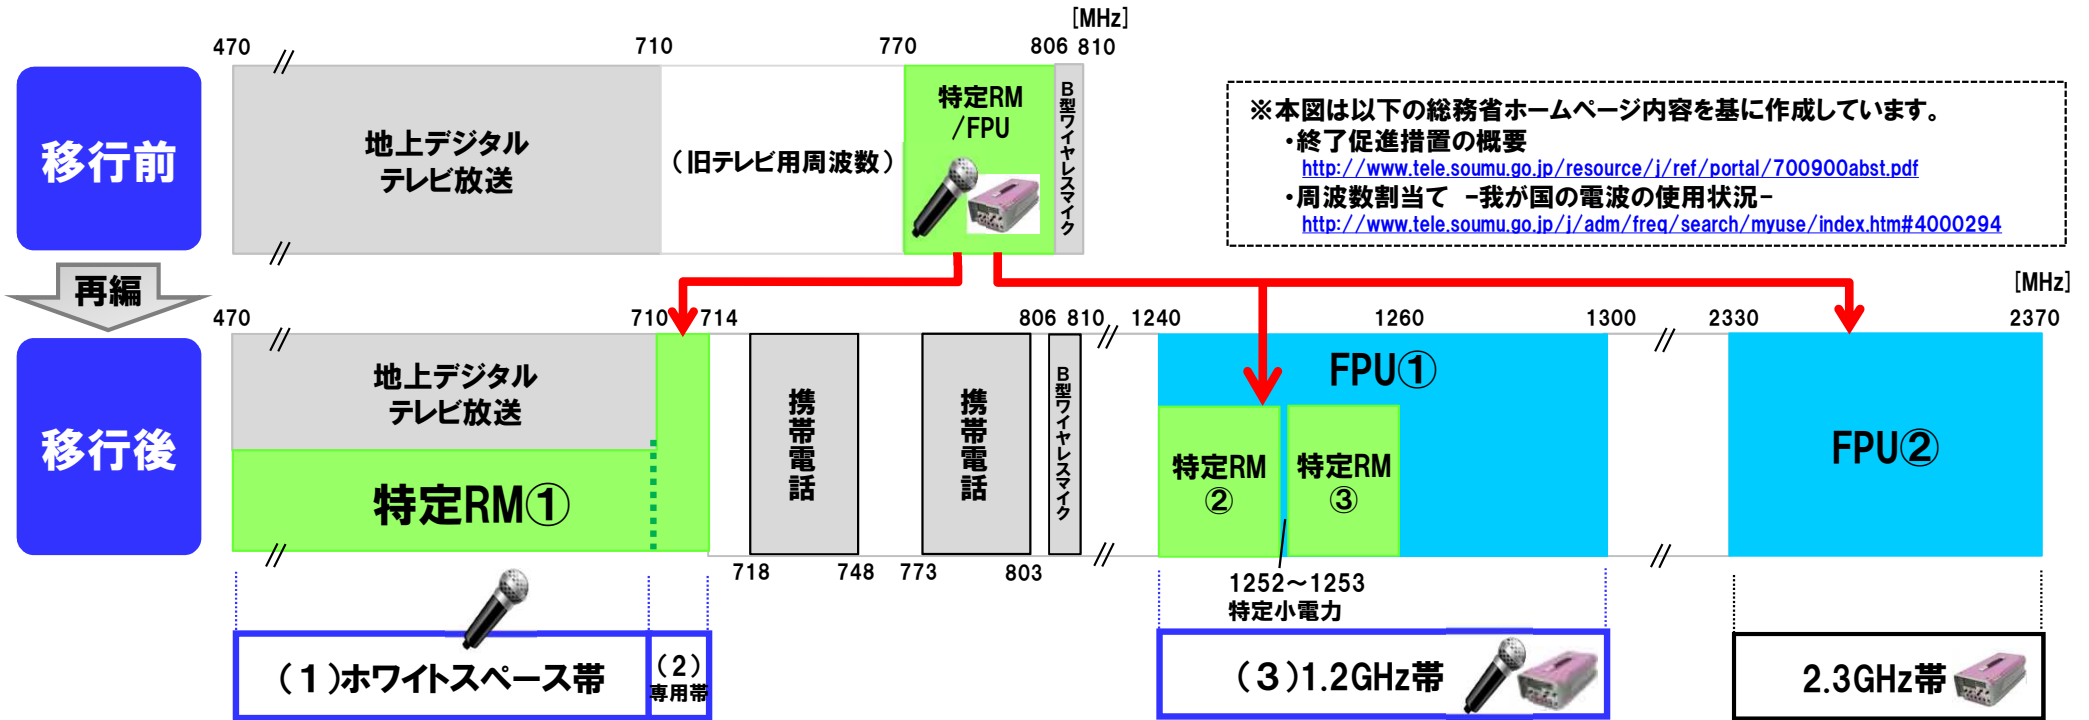 [MHz]
470
710
770
806
810
移行前
地上デジタル
テレビ放送
(旧テレビ用周波数)
特定RM
/FPU
B型ワイヤレスマイク
※本図は以下の総務省ホームページ内容を基に作成しています。
・終了促進措置の概要
http://www.tele.soumu.go.jp/resource/j/ref/portal/700900abst.pdf
・周波数割当て -我が国の電波の使用状況-
http://www.tele.soumu.go.jp/j/adm/freq/search/myuse/index.htm#4000294
再編
[MHz]
470
710
714
806
810
1240
1260
1300
2330
2370
移行後
地上デジタル
テレビ放送
特定RM①
携帯電話
携帯電話
B型ワイヤレスマイク
FPU①
特定RM
②
特定RM
③
FPU②
718
748
773
803
1252~1253
特定小電力
(1)ホワイトスペース帯
(2)
専用帯
(3)1.2GHz帯
2.3GHz帯